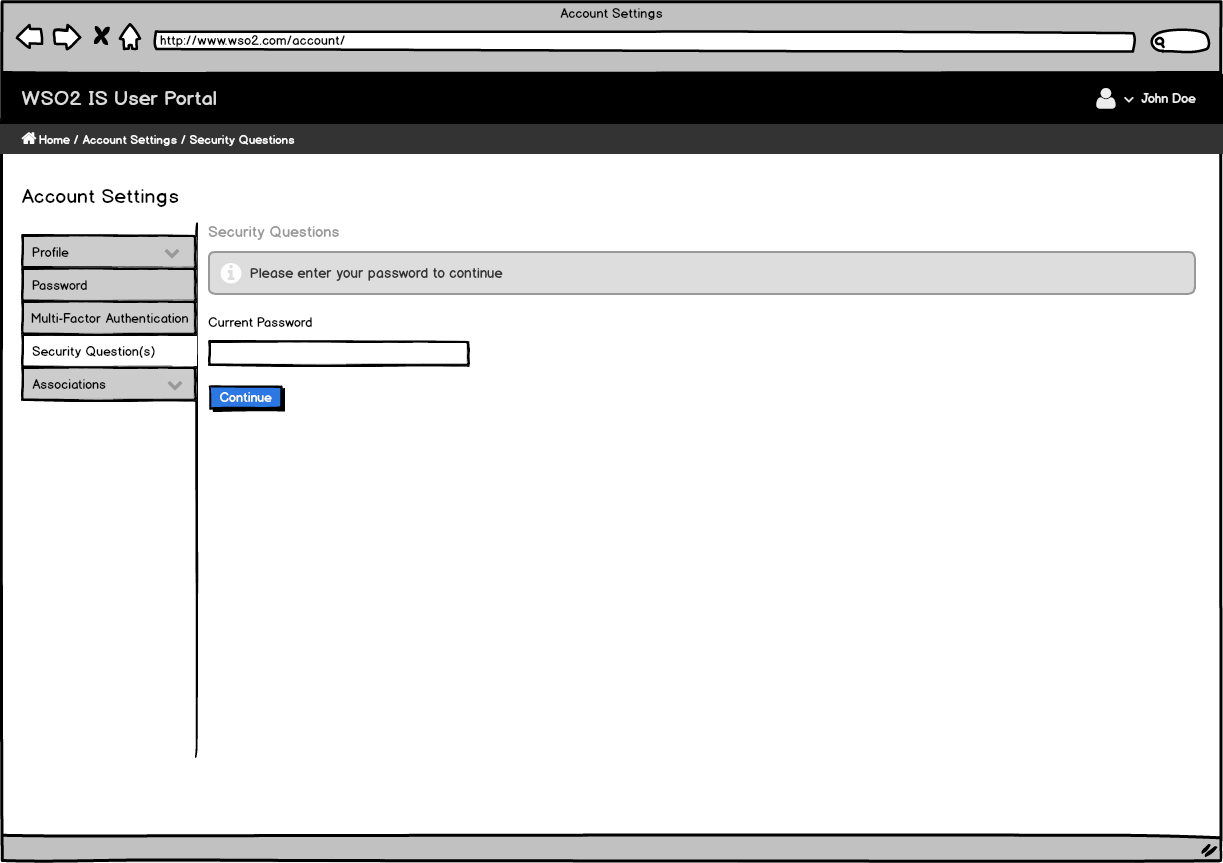 Account Settings
http://www.wso2.com/account/
WSO2 IS User Portal
John Doe
Home / Account Settings / Security Questions
Account Settings
Profile
Password
Multi-Factor Authentication
Security Question(s)
Associations
Security Questions
Please enter your password to continue
Current Password
Continue